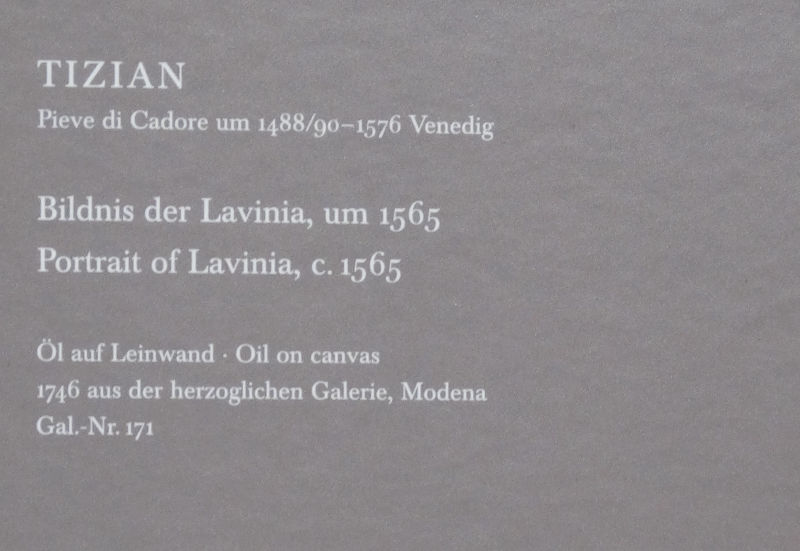 TIZIAN
Pieve di Cadore um 1488/90–1576 Venedig
Bildnis der Lavinia, um 1565
Portrait of Lavinia, c. 1565
Öl auf Leinwand · Oil on canvas
1746 aus der herzoglichen Galerie, Modena
Gal.-Nr. 171